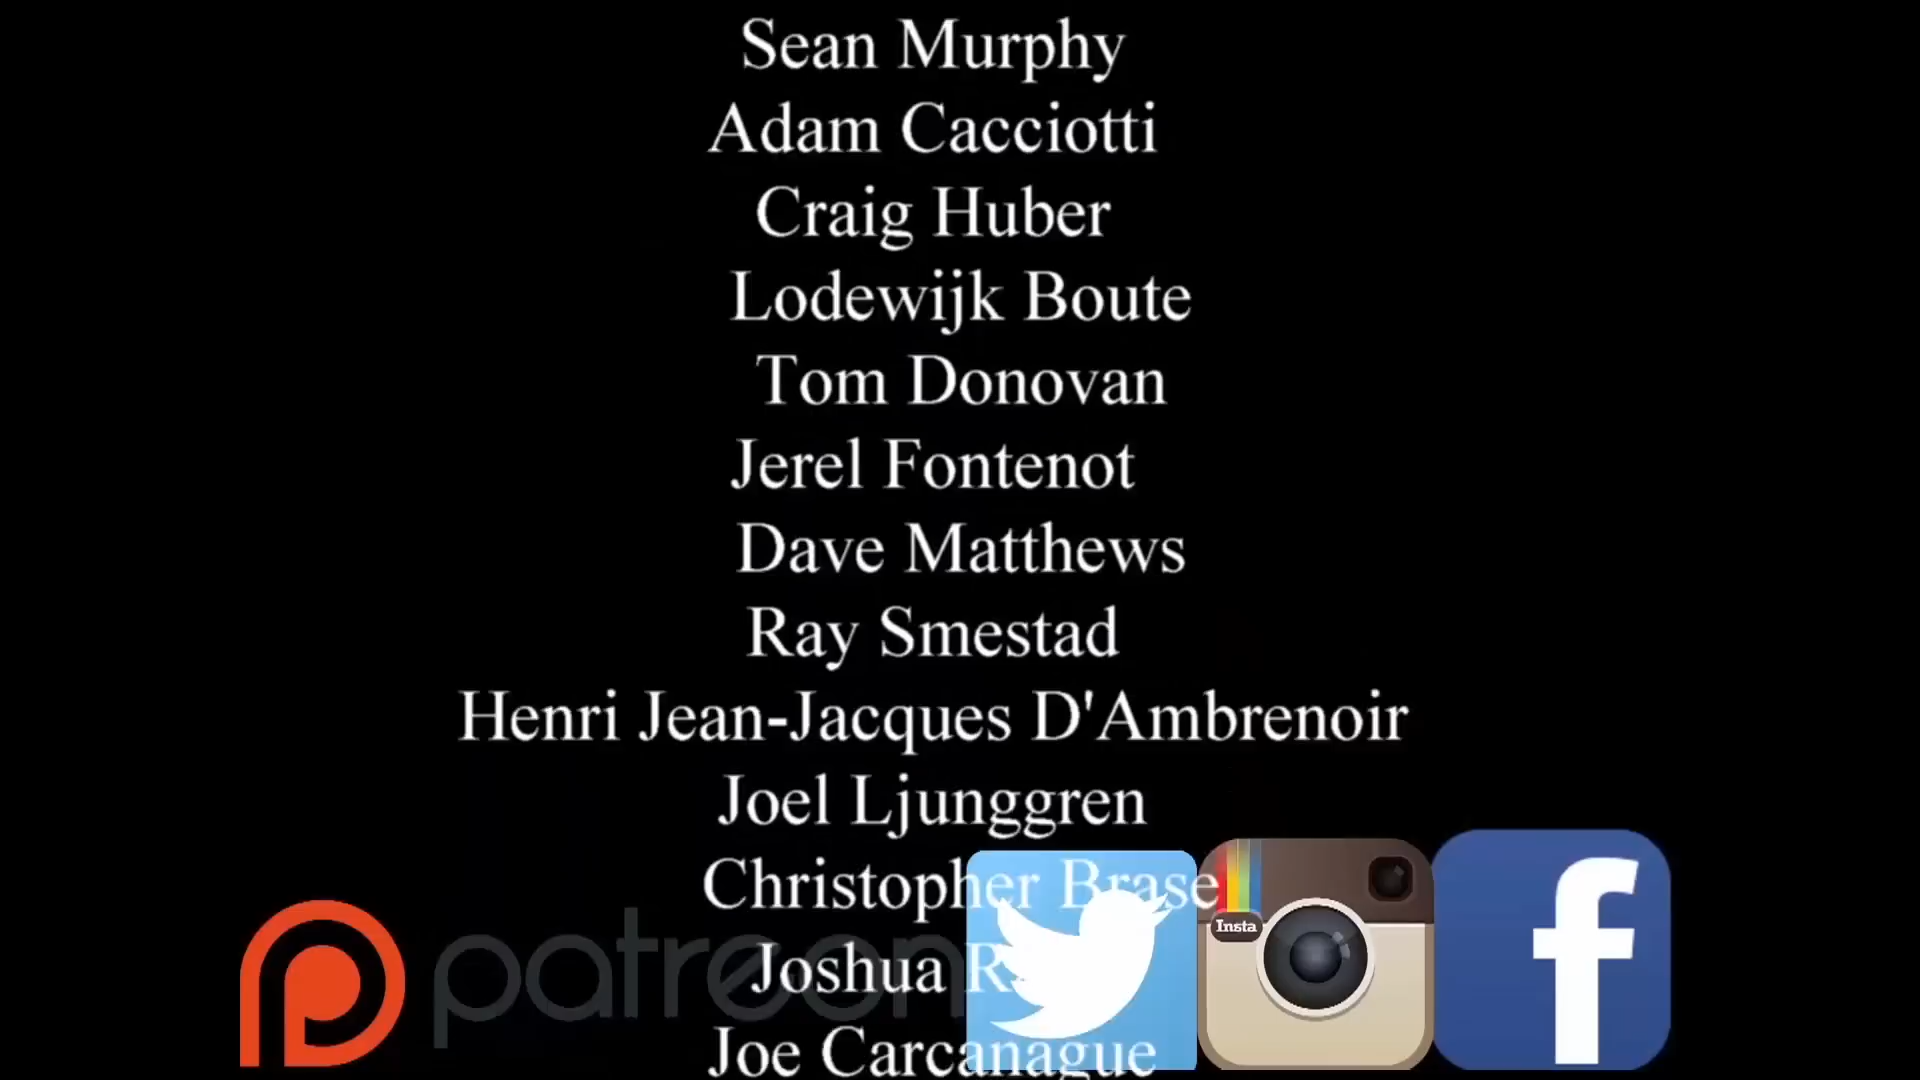 Sean Murphy
Adam Cacciotti
Craig Huber
Lodewijk Boute
Tom Donovan
Jerel Fontenot
Dave Matthews
Ray Smestad
Henri Jean-Jacques D'Ambrenoir
Joel Ljunggren
Christopher Brase
Insta
patreon
Joshua
Joe Carcanague